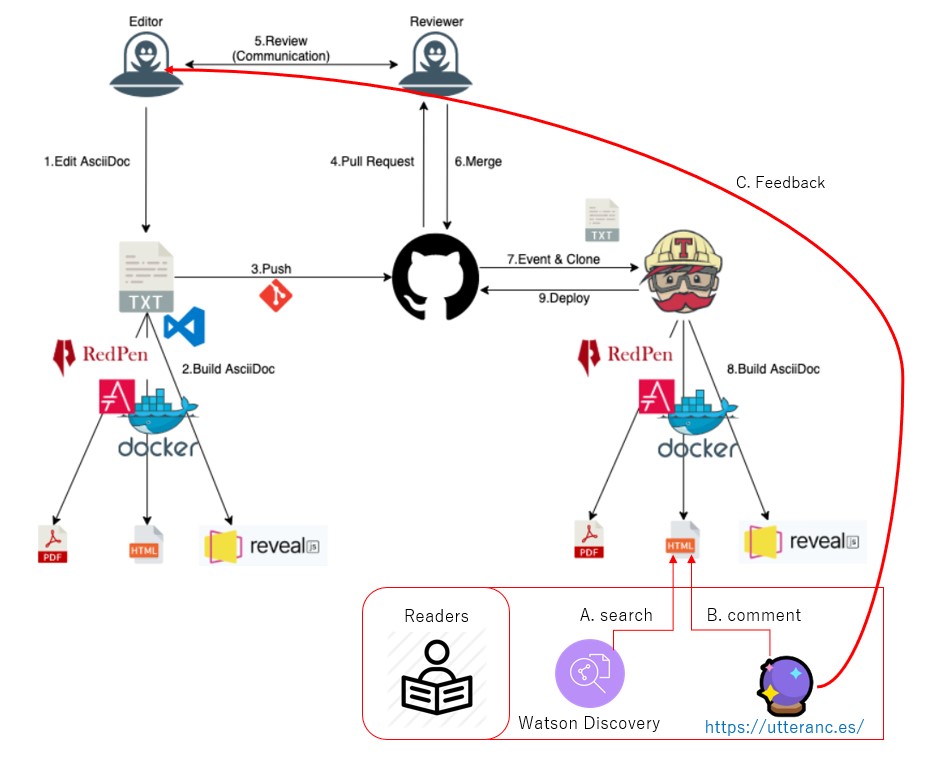 Editor
Reviewer
5.Review
(Communication)
1.Edit AsciiDoc
4.Pull Request
6.Merge
C. Feedback
TXT
3.Push
7.Event & Clone
9.Deploy
T
TXT
RedPen
2.Build AsciiDoc
docker
RedPen
8.Build AsciiDoc
docker
PDF
HTML
reveal js
PDF
HTML
reveal js
Readers
A. search
B. comment
Watson Discovery
https://utteranc.es/